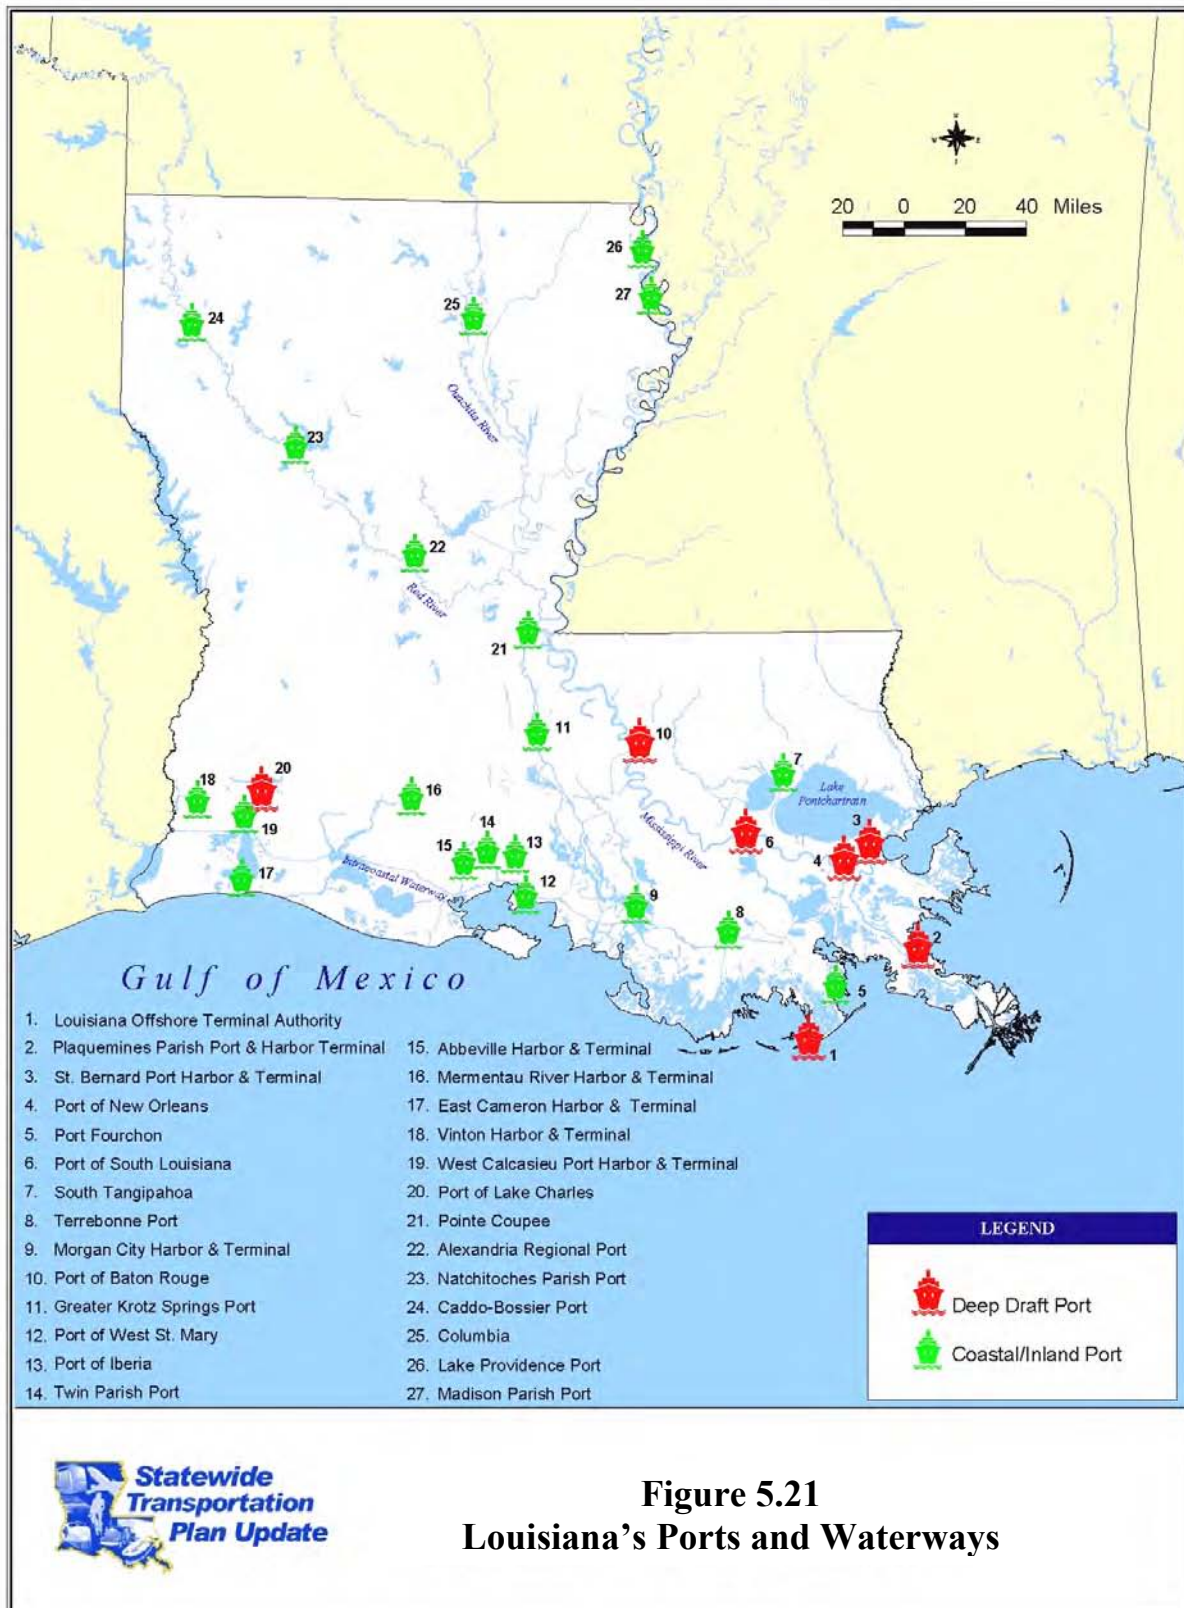 20 0 20 40 Miles
26
27
25
24
Ouachita River
23
22
Red River
21
11
10
7
Lake
Pontchartrain
20
18
19
16
Mississippi River
3
4
6
14
15
13
17
Intracoastal Waterway
12
9
8
2
5
1
Gulf of Mexico
1. Louisiana Offshore Terminal Authority
2. Plaquemines Parish Port & Harbor Terminal
3. St. Bernard Port Harbor & Terminal
4. Port of New Orleans
5. Port Fourchon
6. Port of South Louisiana
7. South Tangipahoa
8. Terrebonne Port
9. Morgan City Harbor & Terminal
10. Port of Baton Rouge
11. Greater Krotz Springs Port
12. Port of West St. Mary
13. Port of Iberia
14. Twin Parish Port
15. Abbeville Harbor & Terminal
16. Mermentau River Harbor & Terminal
17. East Cameron Harbor & Terminal
18. Vinton Harbor & Terminal
19. West Calcasieu Port Harbor & Terminal
20. Port of Lake Charles
21. Pointe Coupee
22. Alexandria Regional Port
23. Natchitoches Parish Port
24. Caddo-Bossier Port
25. Columbia
26. Lake Providence Port
27. Madison Parish Port
LEGEND
Deep Draft Port
Coastal/Inland Port
Statewide
Transportation
Plan Update
Figure 5.21
Louisiana's Ports and Waterways